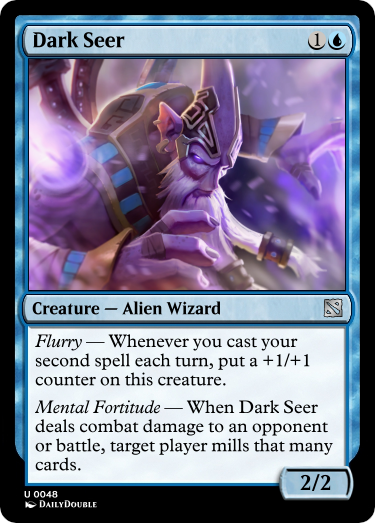 Dark Seer 1
Creature — Alien Wizard
Flurry — Whenever you cast your
second spell each turn, put a +1/+1
counter on this creature.
Mental Fortitude — When Dark Seer
deals combat damage to an opponent
or battle, target player mills that many
cards.
2/2
U 0048
DailyDouble